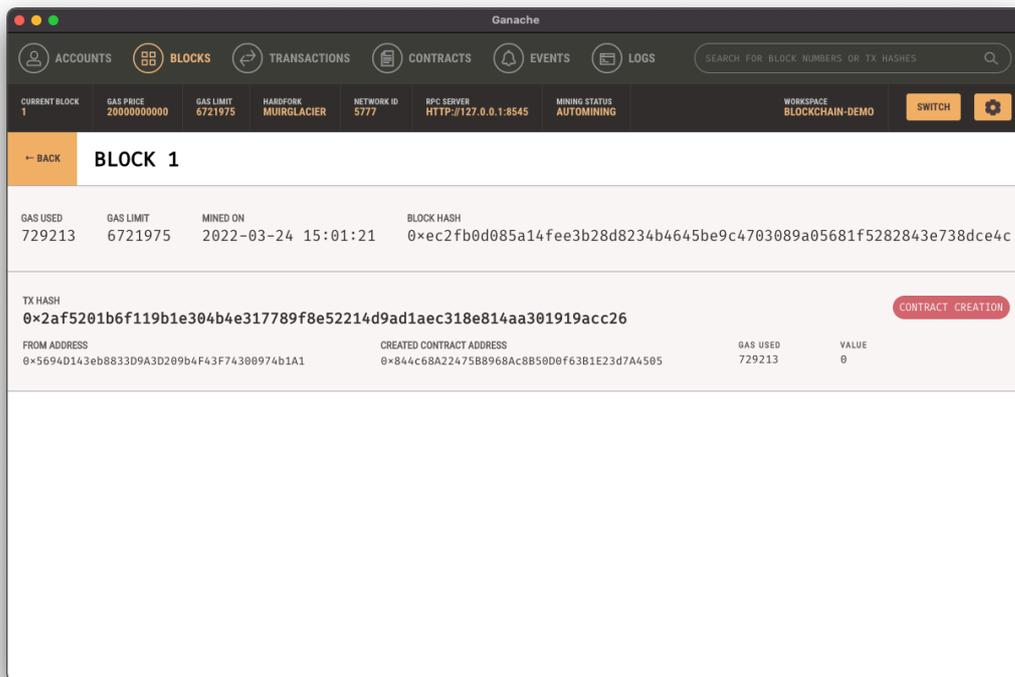 Ganache
ACCOUNTS BLOCKS TRANSACTIONS CONTRACTS EVENTS LOGS SEARCH FOR BLOCK NUMBERS OR TX HASHES
CURRENT BLOCK GAS PRICE GAS LIMIT HARDFORK NETWORK ID RPC SERVER MINING STATUS WORKSPACE
1 20000000000 6721975 MUIRGLACIER 5777 HTTP://127.0.0.1:8545 AUTOMINING BLOCKCHAIN-DEMO SWITCH
← BACK BLOCK 1
GAS USED GAS LIMIT MINED ON BLOCK HASH
729213 6721975 2022-03-24 15:01:21 0×ec2fb0d085a14fee3b28d8234b4645be9c4703089a05681f5282843e738dce4c
TX HASH
0×2af5201b6f119b1e304b4e317789f8e52214d9ad1aec318e814aa301919acc26 CONTRACT CREATION
FROM ADDRESS CREATED CONTRACT ADDRESS GAS USED VALUE
0×5694D143eb8833D9A3D209b4F43F74300974b1A1 0×844c68A22475B8968Ac8B50D0f63B1E23d7A4505 729213 0